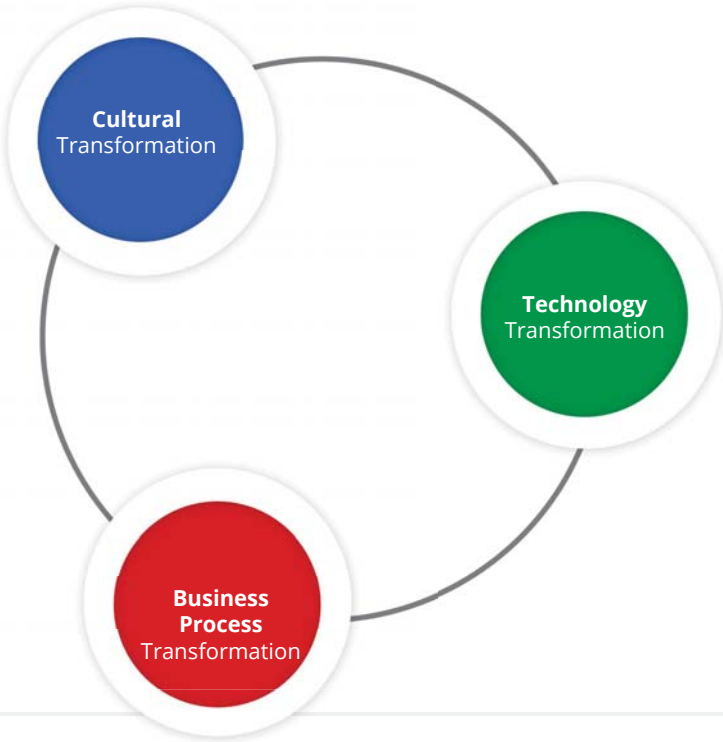 Cultural
Transformation
Technology
Transformation
Business
Process
Transformation